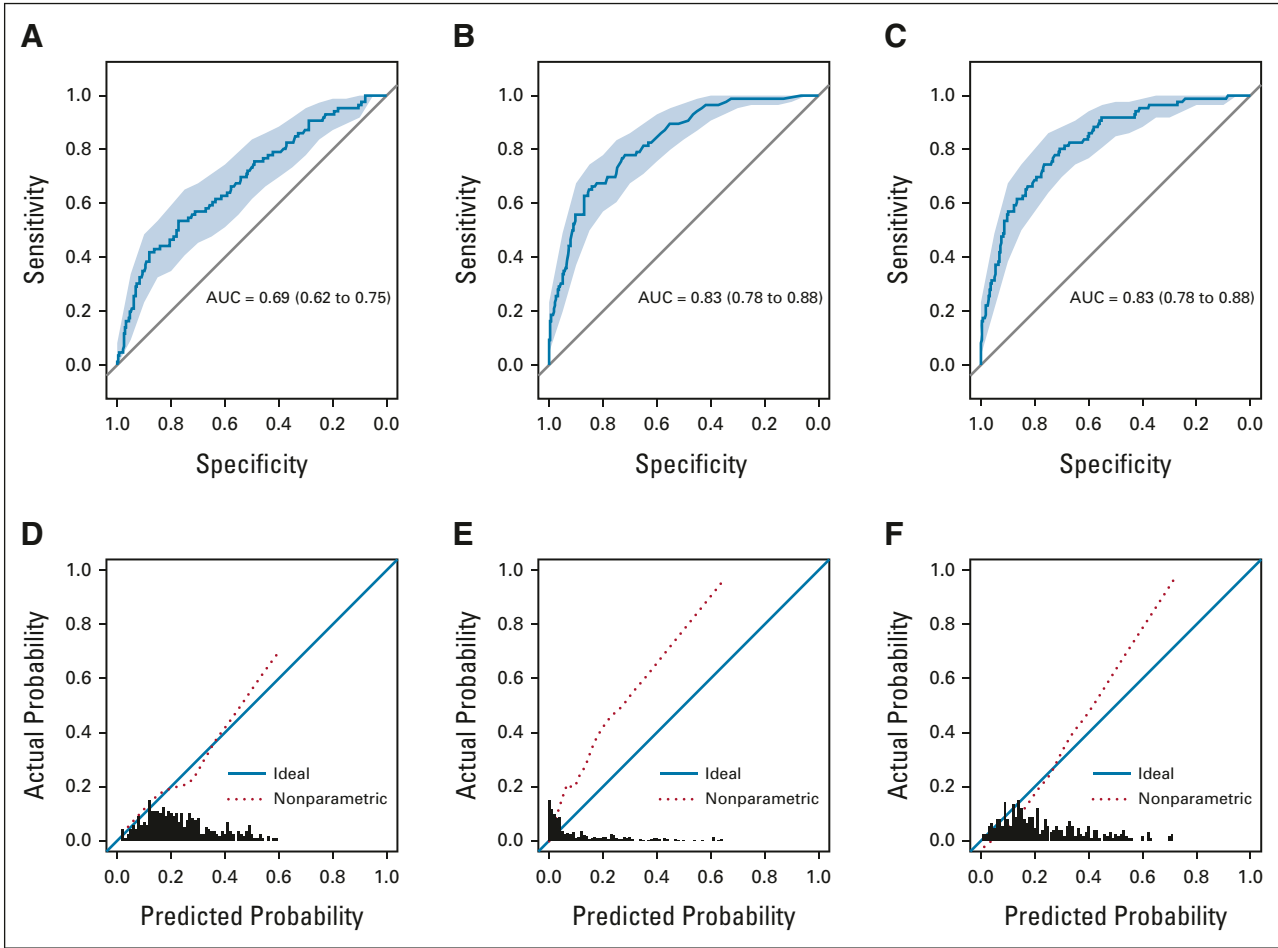 A
B
C
Sensitivity
1.0
0.8
0.6
0.4
0.2
0.0
AUC = 0.69 (0.62 to 0.75)
1.0 0.8 0.6 0.4 0.2 0.0
Specificity
Sensitivity
1.0
0.8
0.6
0.4
0.2
0.0
AUC = 0.83 (0.78 to 0.88)
1.0 0.8 0.6 0.4 0.2 0.0
Specificity
Sensitivity
1.0
0.8
0.6
0.4
0.2
0.0
AUC = 0.83 (0.78 to 0.88)
1.0 0.8 0.6 0.4 0.2 0.0
Specificity
D
E
F
Actual Probability
1.0
0.8
0.6
0.4
0.2
0.0
Ideal
Nonparametric
0.0 0.2 0.4 0.6 0.8 1.0
Predicted Probability
Actual Probability
1.0
0.8
0.6
0.4
0.2
0.0
Ideal
Nonparametric
0.0 0.2 0.4 0.6 0.8 1.0
Predicted Probability
Actual Probability
1.0
0.8
0.6
0.4
0.2
0.0
Ideal
Nonparametric
0.0 0.2 0.4 0.6 0.8 1.0
Predicted Probability